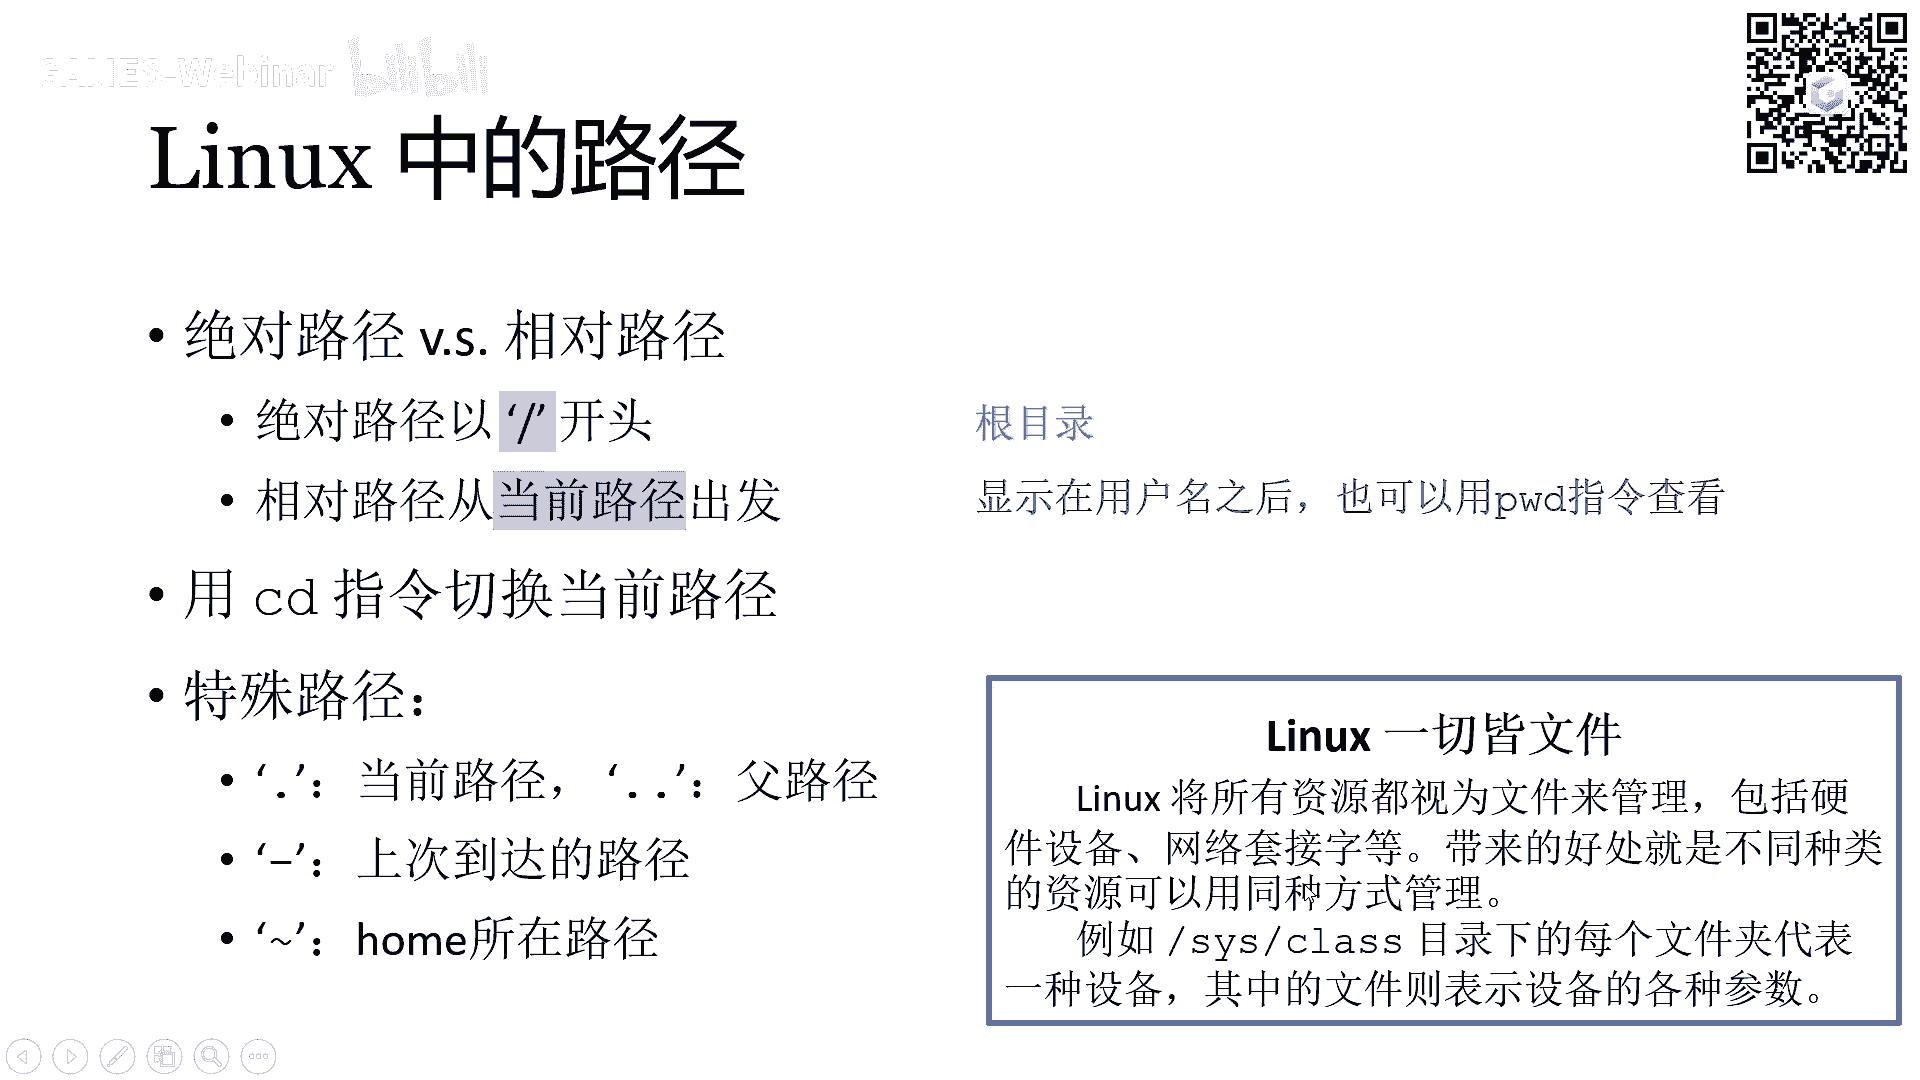 GAMES-Webinar bilibili
Linux 中的路径
• 绝对路径 v.s. 相对路径
• 绝对路径以 ‘/’ 开头
根目录
• 相对路径从当前路径出发
显示在用户名之后，也可以用pwd指令查看
• 用 cd 指令切换当前路径
• 特殊路径：
• ‘.’：当前路径， ‘..’：父路径
• ‘-’：上次到达的路径
• ‘~’：home所在路径
Linux 一切皆文件
Linux 将所有资源都视为文件来管理，包括硬
件设备、网络套接字等。带来的好处就是不同种类
的资源可以用同种方式管理。
例如 /sys/class 目录下的每个文件夹代表
一种设备，其中的文件则表示设备的各种参数。